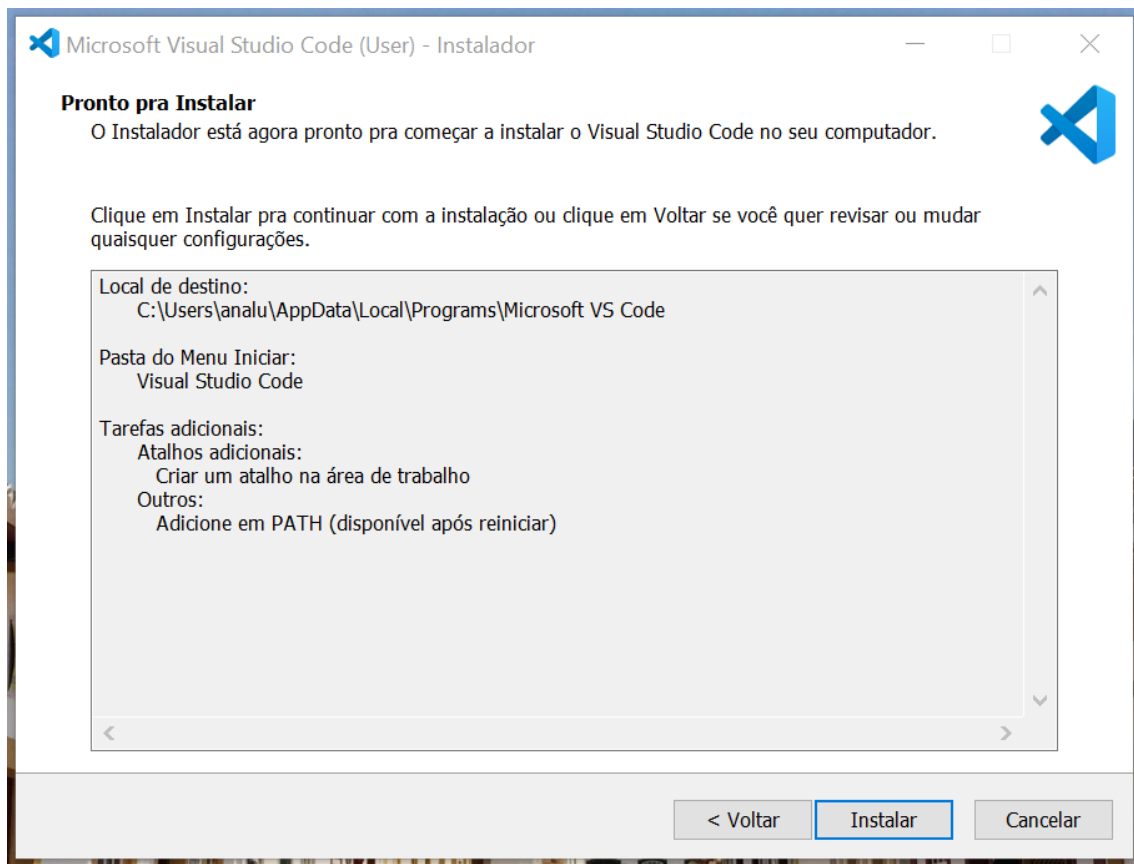 Microsoft Visual Studio Code (User) - Instalador
Pronto pra Instalar
O Instalador está agora pronto pra começar a instalar o Visual Studio Code no seu computador.
Clique em Instalar pra continuar com a instalação ou clique em Voltar se você quer revisar ou mudar
quaisquer configurações.
Local de destino:
C:\Users\analu\AppData\Local\Programs\Microsoft VS Code
Pasta do Menu Iniciar:
Visual Studio Code
Tarefas adicionais:
Atalhos adicionais:
Criar um atalho na área de trabalho
Outros:
Adicione em PATH (disponível após reiniciar)
< Voltar
Instalar
Cancelar